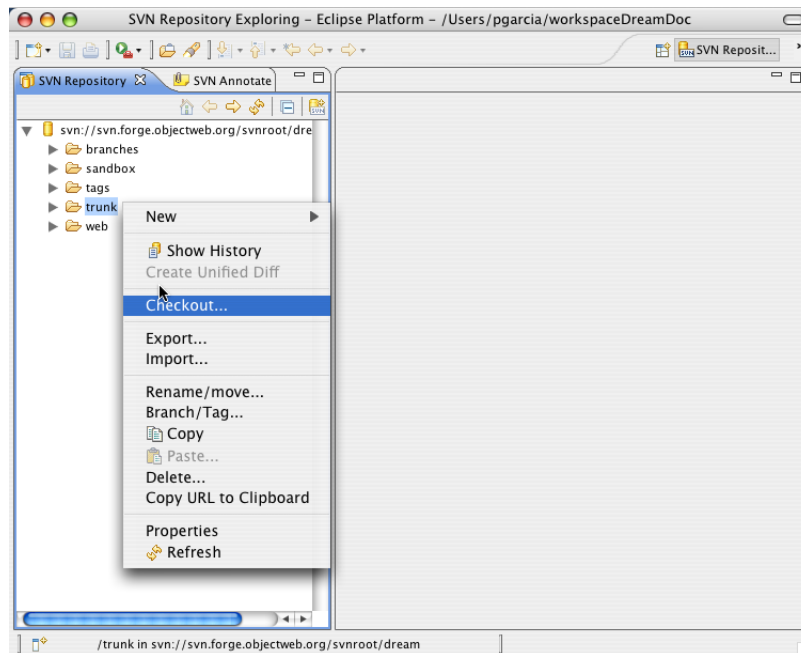 SVN Repository Exploring – Eclipse Platform – /Users/pgarcia/workspaceDreamDoc
SVN Reposit...
SVN Repository
SVN Annotate
svn://svn.forge.objectweb.org/svnroot/dre
branches
sandbox
tags
trunk
web
New
Show History
Create Unified Diff
Checkout...
Export...
Import...
Rename/move...
Branch/Tag...
Copy
Paste...
Delete...
Copy URL to Clipboard
Properties
Refresh
/trunk in svn://svn.forge.objectweb.org/svnroot/dream